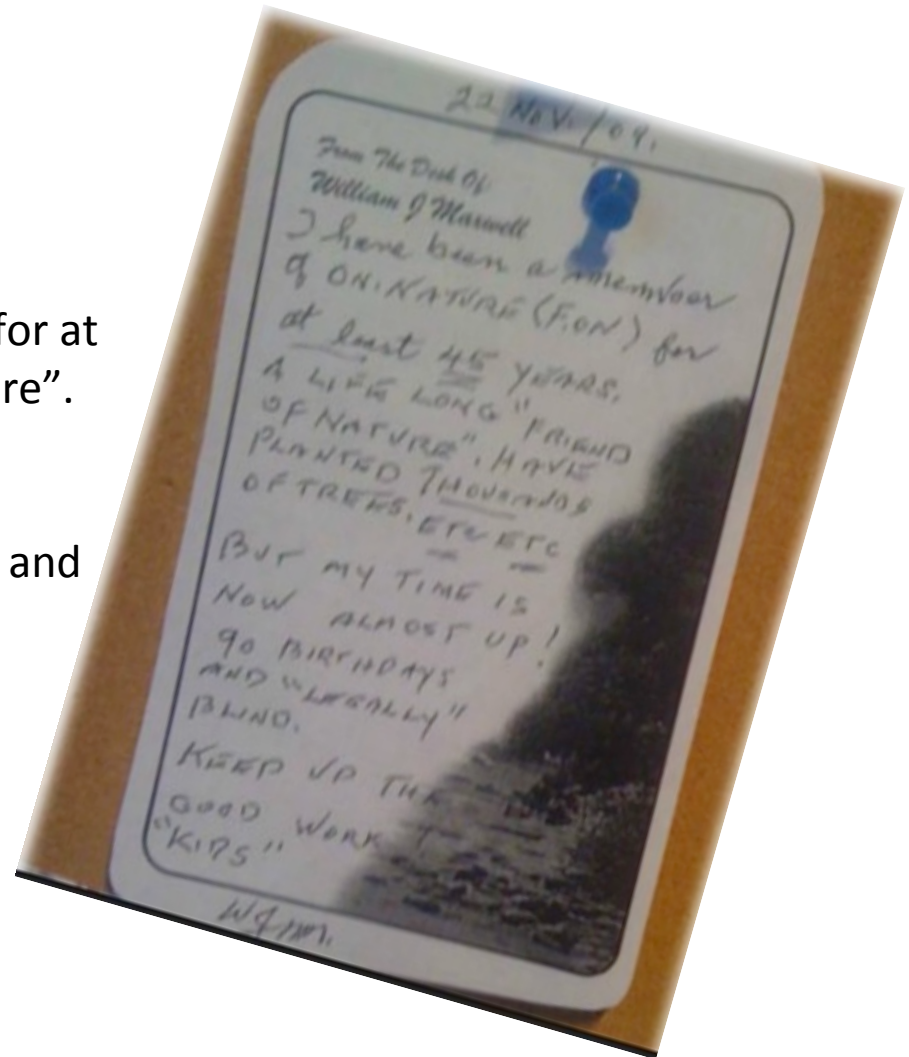 for at
re”.
and
22 NOV. / 09.
From The Desk Of:
William J Maxwell
I have been a member
of ON. NATURE (F.ON) for
at least 45 YEARS.
A LIFE LONG "FRIEND
OF NATURE", HAVE
PLANTED THOUSANDS
OF TREES, ETC ETC
BUT MY TIME IS
NOW ALMOST UP!
90 BIRTHDAYS
AND "LEGALLY"
BLIND.
KEEP UP THE
GOOD WORK
"KIDS"